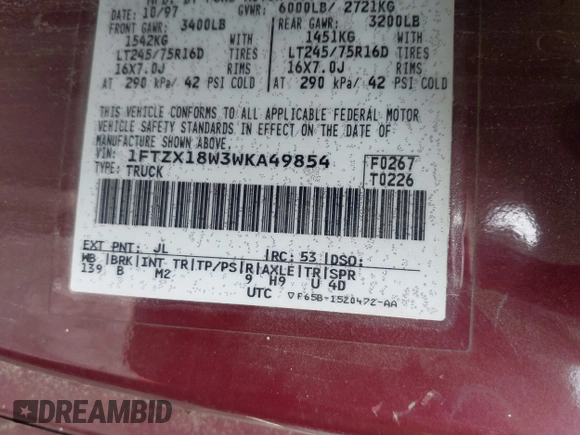 DATE: 10/97 GVWR: 6000LB/ 2721KG
FRONT GAWR: 3400LB REAR GAWR: 3200LB
1542KG WITH 1451KG WITH
LT245/75R16D TIRES LT245/75R16D TIRES
16X7.0J RIMS 16X7.0J RIMS
AT 290 kPa/ 42 PSI COLD AT 290 kPa/ 42 PSI COLD
THIS VEHICLE CONFORMS TO ALL APPLICABLE FEDERAL MOTOR
VEHICLE SAFETY STANDARDS IN EFFECT ON THE DATE OF
MANUFACTURE SHOWN ABOVE.
VIN: 1FTZX18W3WKA49854 F0267
TYPE: TRUCK T0226
EXT PNT: JL RC: 53 DSO:
WB BRK INT TR TP/PS R AXLE TR SPR
139 B M2 9 H9 U 4D
UTC ▽F65B-1520472-AA
DREAMBID